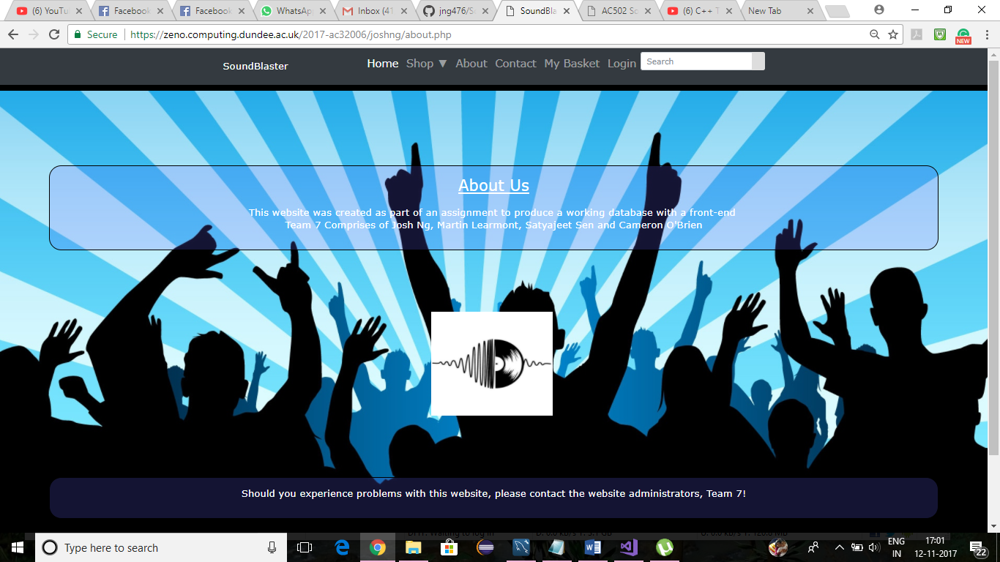 (6) YouTu
Facebook
Facebook
WhatsAp
Inbox (41
jng476/S
SoundBla
AC502 So
(6) C++ T
New Tab
Secure
https://zeno.computing.dundee.ac.uk/2017-ac32006/joshng/about.php
NEW
SoundBlaster
Home Shop ▼ About Contact My Basket Login
Search
About Us
This website was created as part of an assignment to produce a working database with a front-end
Team 7 Comprises of Josh Ng, Martin Learmont, Satyajeet Sen and Cameron O'Brien
Should you experience problems with this website, please contact the website administrators, Team 7!
Type here to search
ENG
IN
17:01
12-11-2017
22